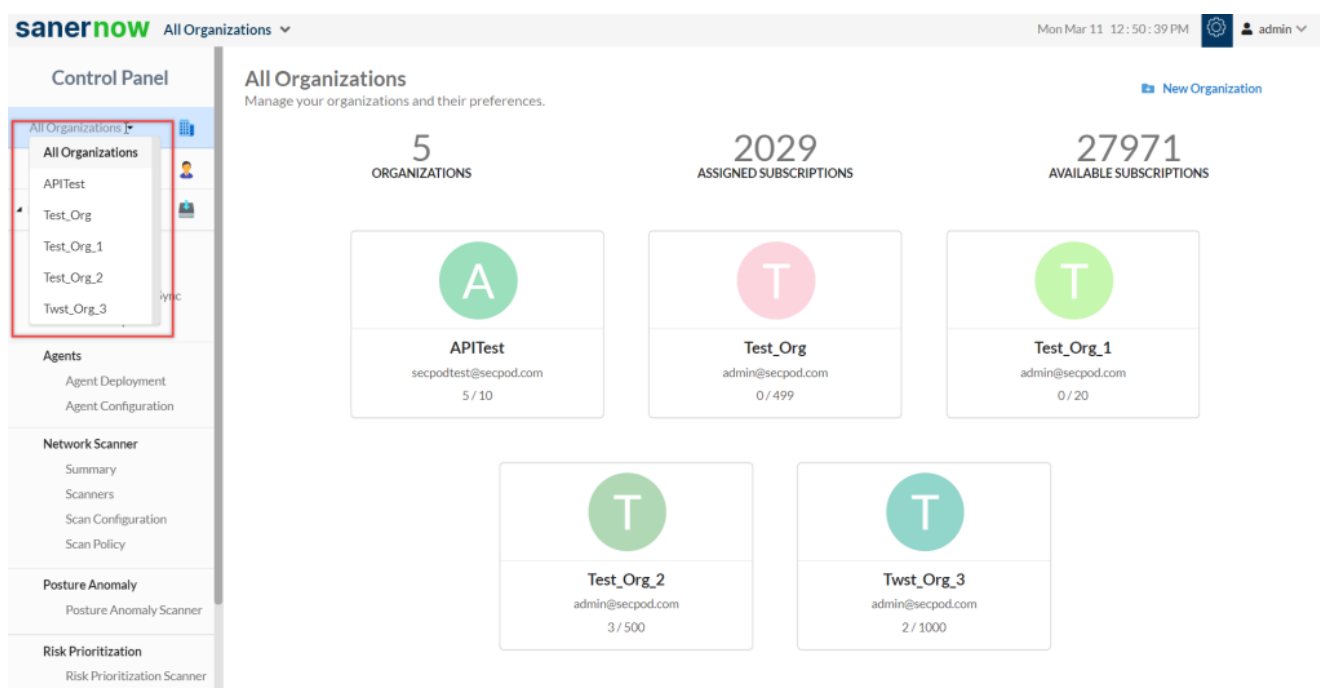 sanernow All Organizations Mon Mar 11 12:50:39 PM admin
Control Panel
All Organizations
All Organizations
APITest
Test_Org
Test_Org_1
Test_Org_2
Twst_Org_3
Agents
Agent Deployment
Agent Configuration
Network Scanner
Summary
Scanners
Scan Configuration
Scan Policy
Posture Anomaly
Posture Anomaly Scanner
Risk Prioritization
Risk Prioritization Scanner
All Organizations
Manage your organizations and their preferences.
New Organization
5 2029 27971
ORGANIZATIONS ASSIGNED SUBSCRIPTIONS AVAILABLE SUBSCRIPTIONS
A T T
APITest Test_Org Test_Org_1
secpodtest@secpod.com admin@secpod.com admin@secpod.com
5 / 10 0 / 499 0 / 20
T T
Test_Org_2 Twst_Org_3
admin@secpod.com admin@secpod.com
3 / 500 2 / 1000